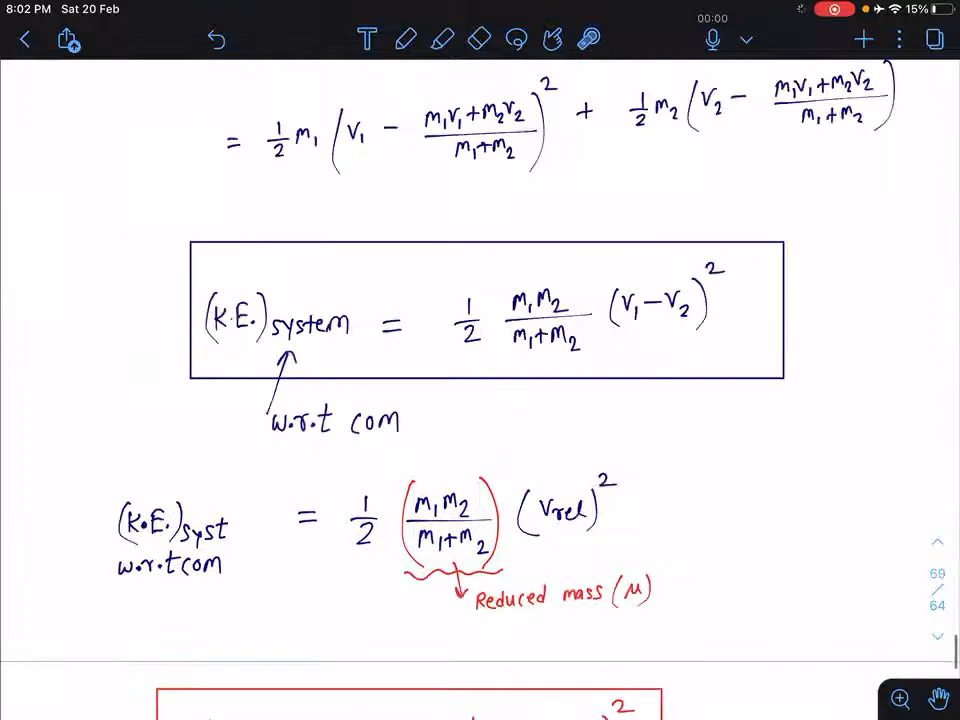 8:02 PM Sat 20 Feb
15%
00:00
= 1/2 m₁ (v₁ − (m₁v₁+m₂v₂)/(m₁+m₂))² + 1/2 m₂ (v₂ − (m₁v₁+m₂v₂)/(m₁+m₂))
(K.E.)system = 1/2 (m₁m₂)/(m₁+m₂) (v₁−v₂)²
w.r.t com
(K.E.)syst = 1/2 (m₁m₂/(m₁+m₂)) (vrel)²
w.r.t com
Reduced mass (μ)
69
/
64
2